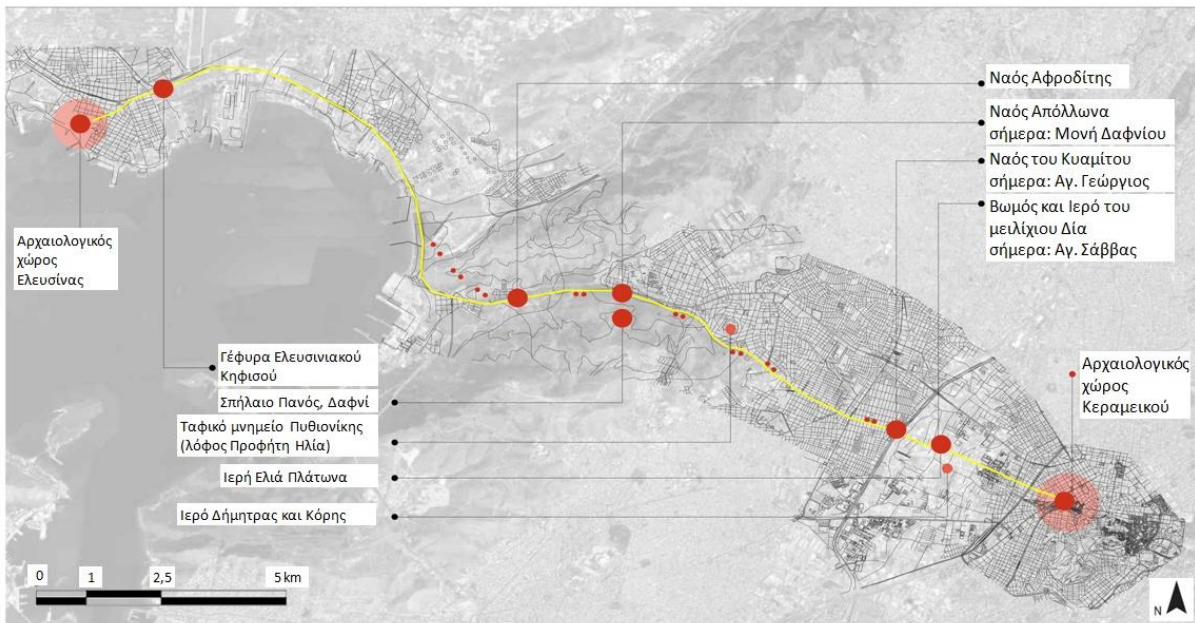 Ναός Αφροδίτης
Ναός Απόλλωνα
σήμερα: Μονή Δαφνίου
Ναός του Κυαμίτου
σήμερα: Αγ. Γεώργιος
Βωμός και Ιερό του
μειλίχιου Δία
σήμερα: Αγ. Σάββας
Αρχαιολογικός
χώρος
Ελευσίνας
Γέφυρα Ελευσινιακού
Κηφισού
Σπήλαιο Πανός, Δαφνί
Ταφικό μνημείο Πυθιονίκης
(λόφος Προφήτη Ηλία)
Ιερή Ελιά Πλάτωνα
Ιερό Δήμητρας και Κόρης
Αρχαιολογικός
χώρος
Κεραμεικού
0 1 2,5 5 km
N